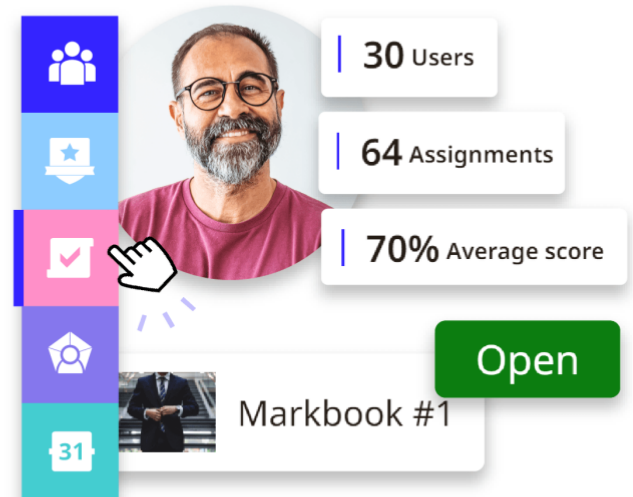 30 Users
64 Assignments
70% Average score
Open
Markbook #1
31